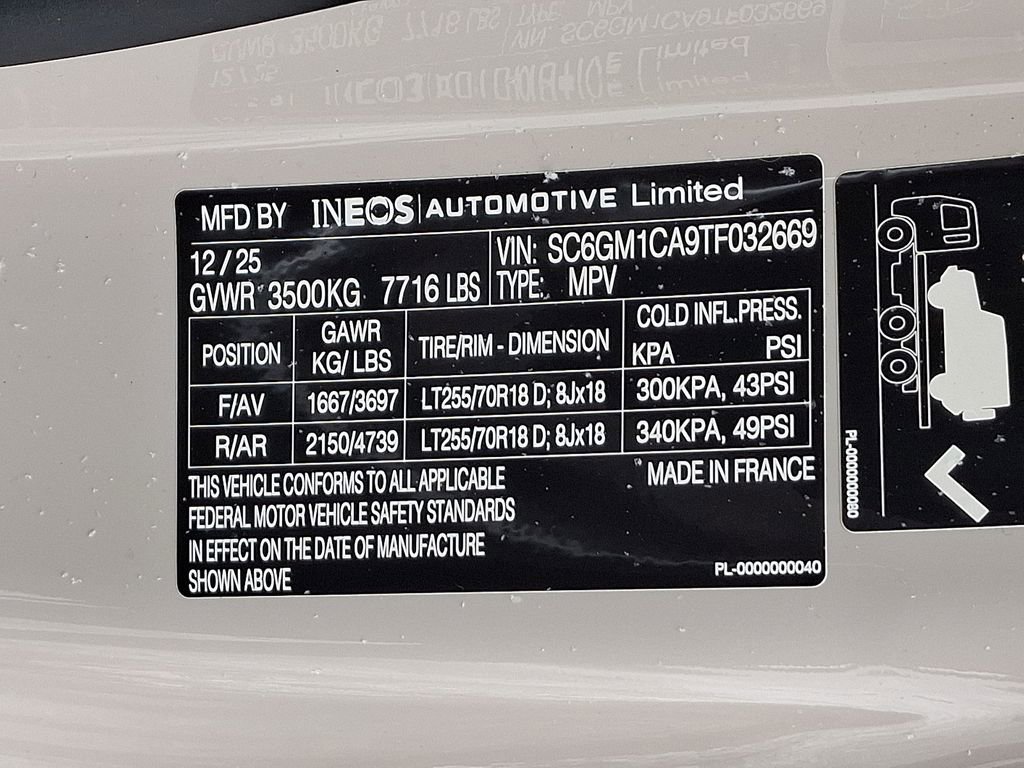 MFD BY INEOS AUTOMOTIVE Limited
12/25
GVWR 3500KG 7716 LBS
VIN: SC6GM1CA9TF032669
TYPE: MPV
POSITION GAWR KG/LBS TIRE/RIM - DIMENSION COLD INFL.PRESS. KPA PSI
F/AV 1667/3697 LT255/70R18 D; 8Jx18 300KPA, 43PSI
R/AR 2150/4739 LT255/70R18 D; 8Jx18 340KPA, 49PSI
THIS VEHICLE CONFORMS TO ALL APPLICABLE
FEDERAL MOTOR VEHICLE SAFETY STANDARDS
IN EFFECT ON THE DATE OF MANUFACTURE
SHOWN ABOVE
MADE IN FRANCE
PL-0000000040
PL-000000080